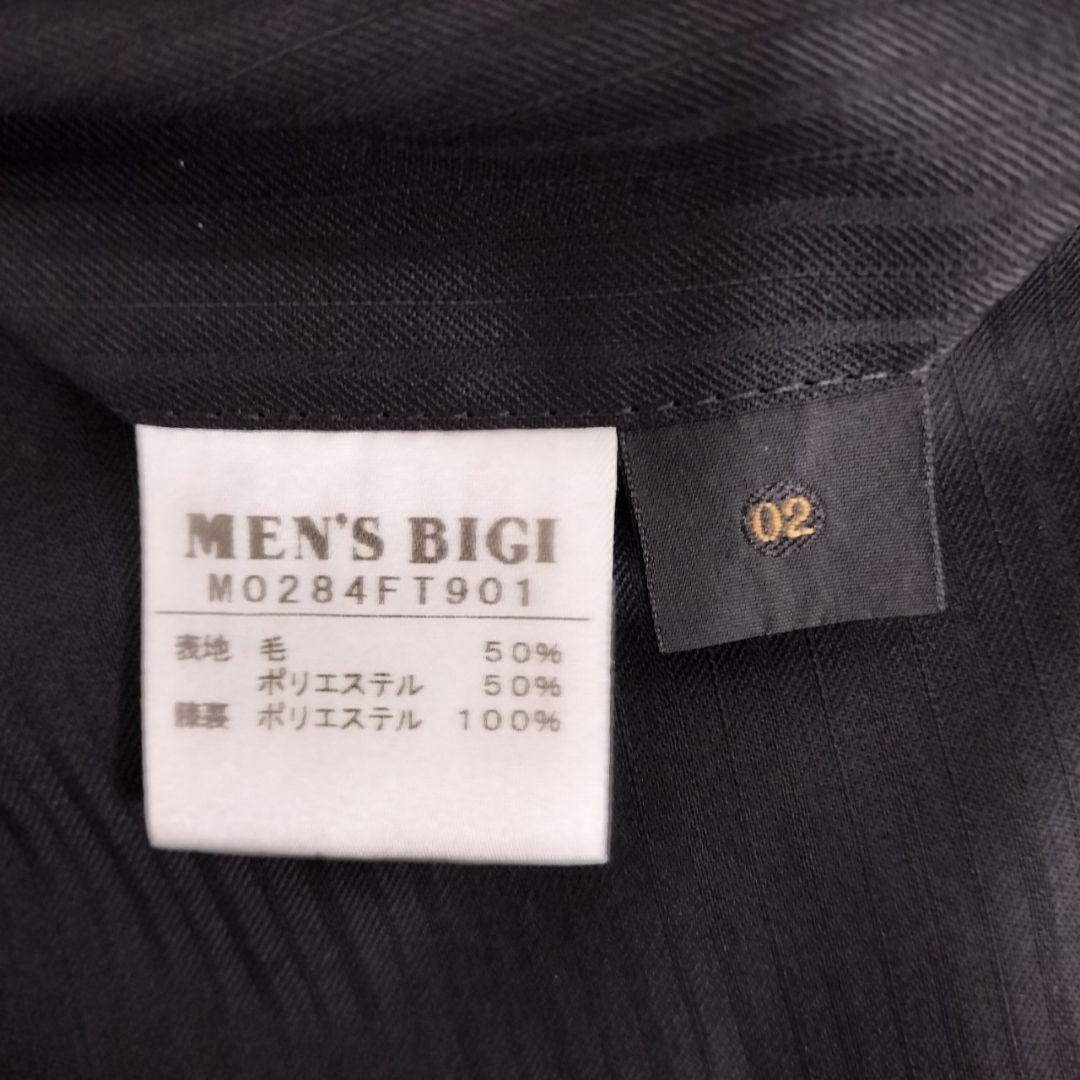 MEN'S BIGI
M0284FT901
表地 毛 50%
ポリエステル 50%
膝裏 ポリエステル 100%
02